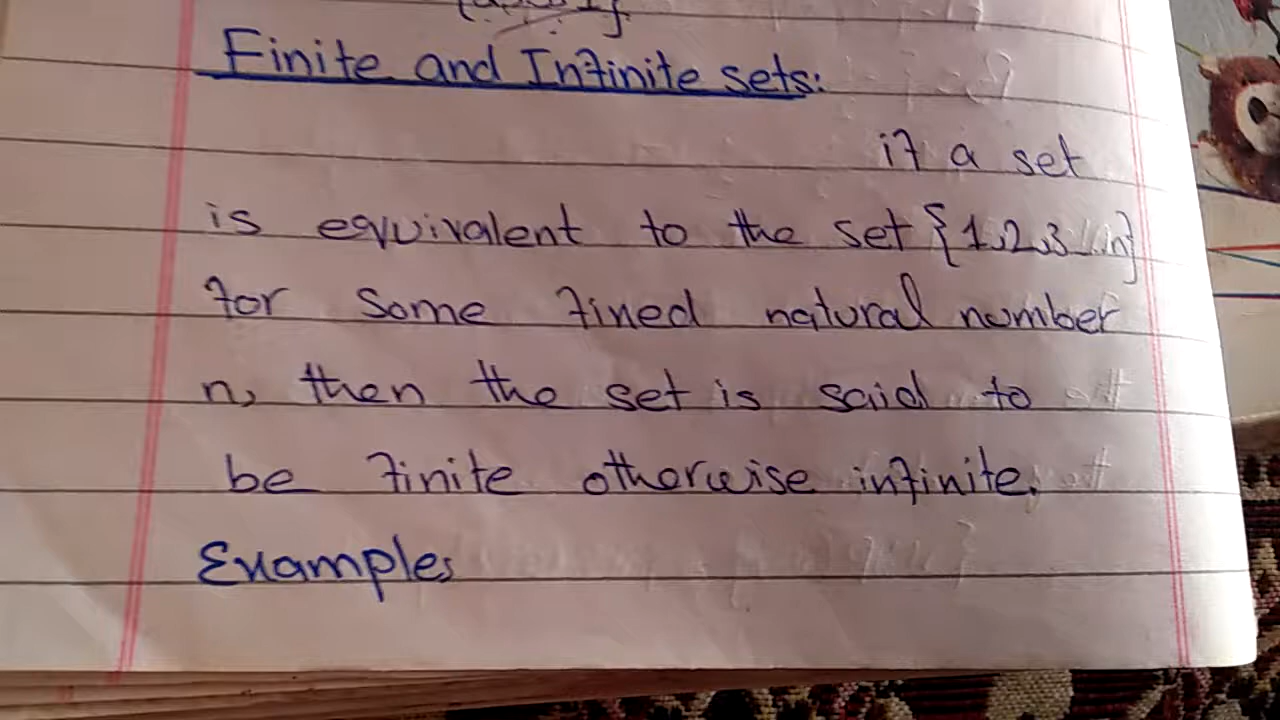 Finite and Infinite sets:
if a set
is equivalent to the set {1,2,3...n}
for some fined natural number
n, then the set is said to
be finite otherwise infinite.
Examples